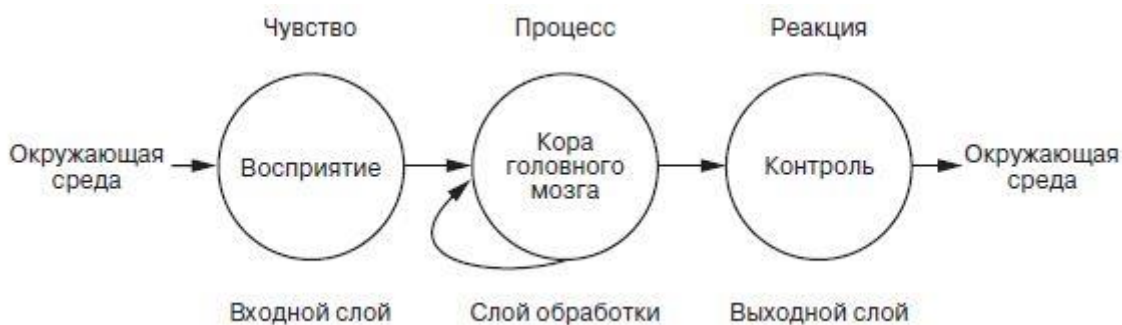 Чувство
Процесс
Реакция
Окружающая
среда
Восприятие
Кора
головного
мозга
Контроль
Окружающая
среда
Входной слой
Слой обработки
Выходной слой